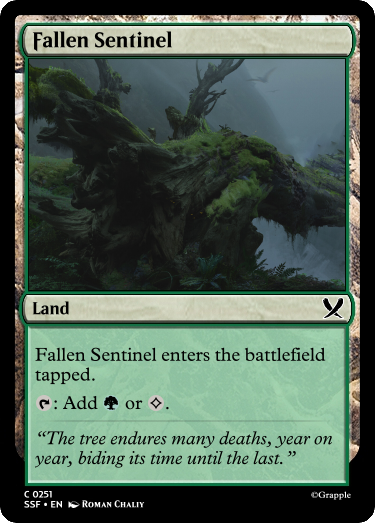 Fallen Sentinel
Land
Fallen Sentinel enters the battlefield
tapped.
: Add or .
“The tree endures many deaths, year on
year, biding its time until the last.”
C 0251
SSF • EN Roman Chaliy
©Grapple